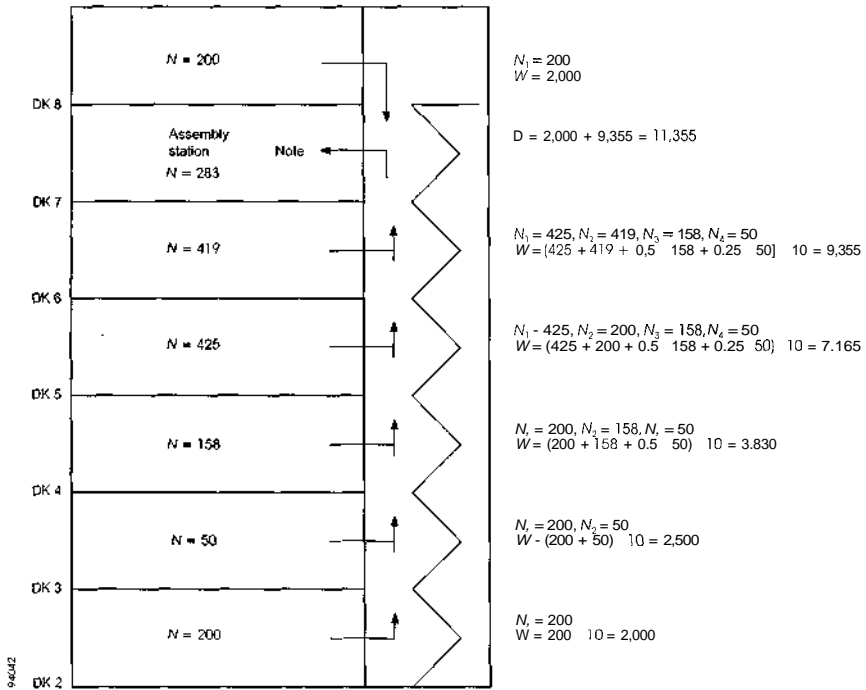 N = 200
N₁ = 200
W = 2,000
DK 8
Assembly
station Note
N = 283
D = 2,000 + 9,355 = 11,355
DK 7
N = 419
N₁ = 425, N₂ = 419, N₃ = 158, N₄ = 50
W = (425 + 419 + 0,5 158 + 0.25 50] 10 = 9,355
DK 6
N = 425
N₁ - 425, N₂ = 200, N₃ = 158, N₄ = 50
W = (425 + 200 + 0.5 158 + 0.25 50) 10 = 7.165
DK 5
N = 158
N, = 200, N₂ = 158, N, = 50
W = (200 + 158 + 0.5 50) 10 = 3.830
DK 4
N = 50
N, = 200, N₂ = 50
W - (200 + 50) 10 = 2,500
DK 3
N = 200
N, = 200
W = 200 10 = 2,000
DK 2
94042